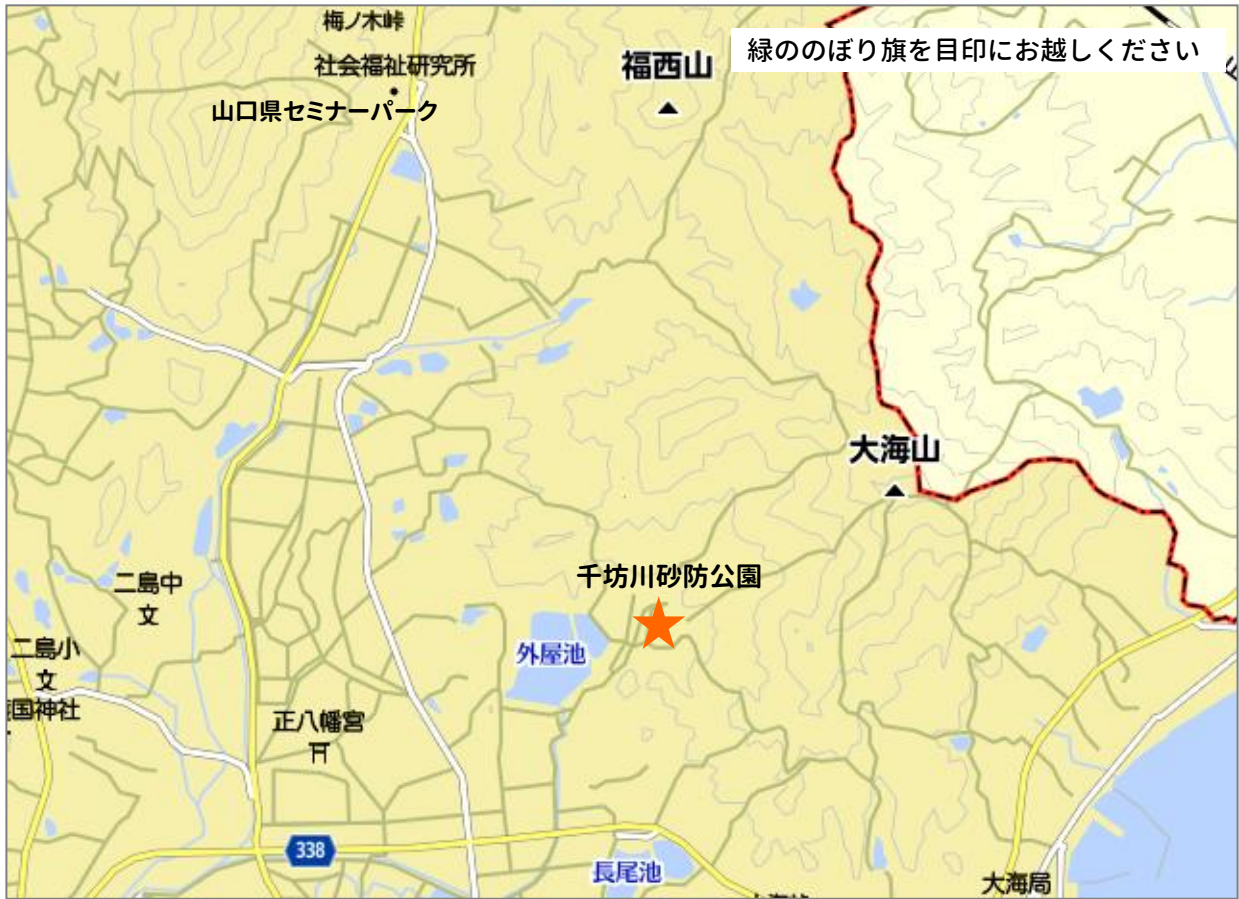 梅ノ木峠
社会福祉研究所
山口県セミナーパーク
福西山
緑ののぼり旗を目印にお越しください
大海山
千坊川砂防公園
二島中
文
二島小
文
国神社
外屋池
正八幡宮
338
長尾池
大海局